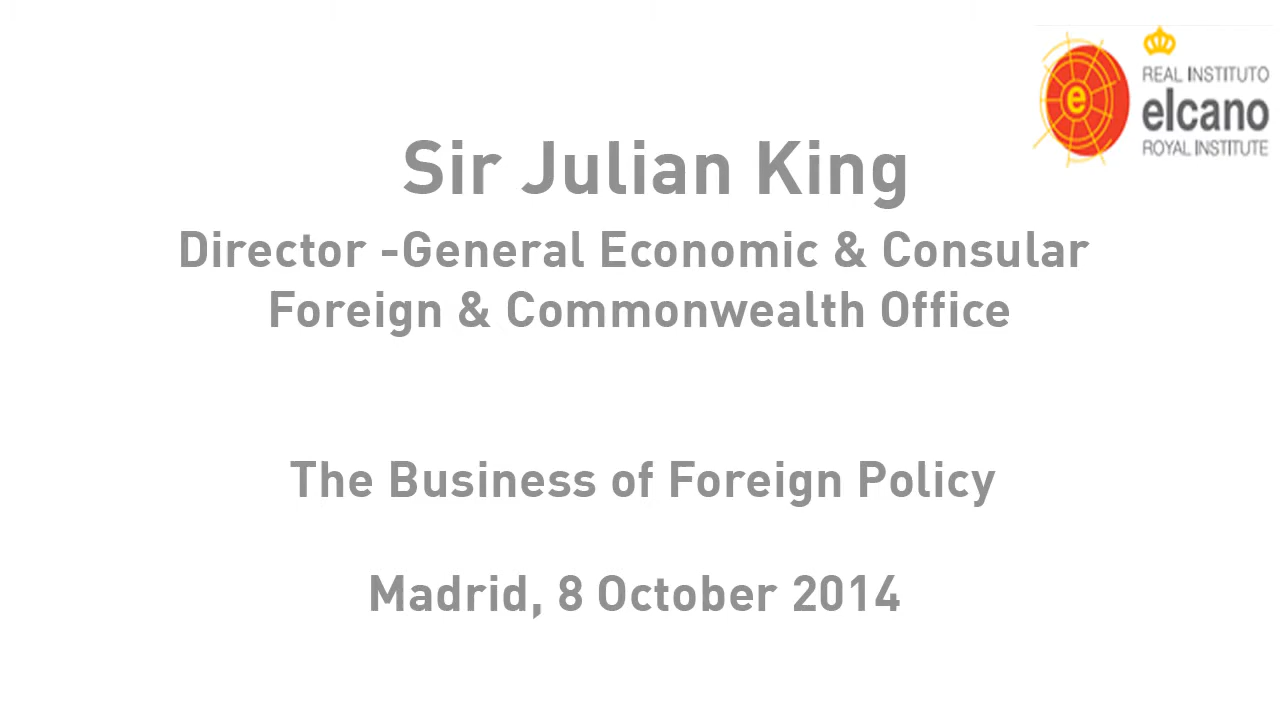 e
REAL INSTITUTO
elcano
ROYAL INSTITUTE
Sir Julian King
Director -General Economic & Consular
Foreign & Commonwealth Office
The Business of Foreign Policy
Madrid, 8 October 2014